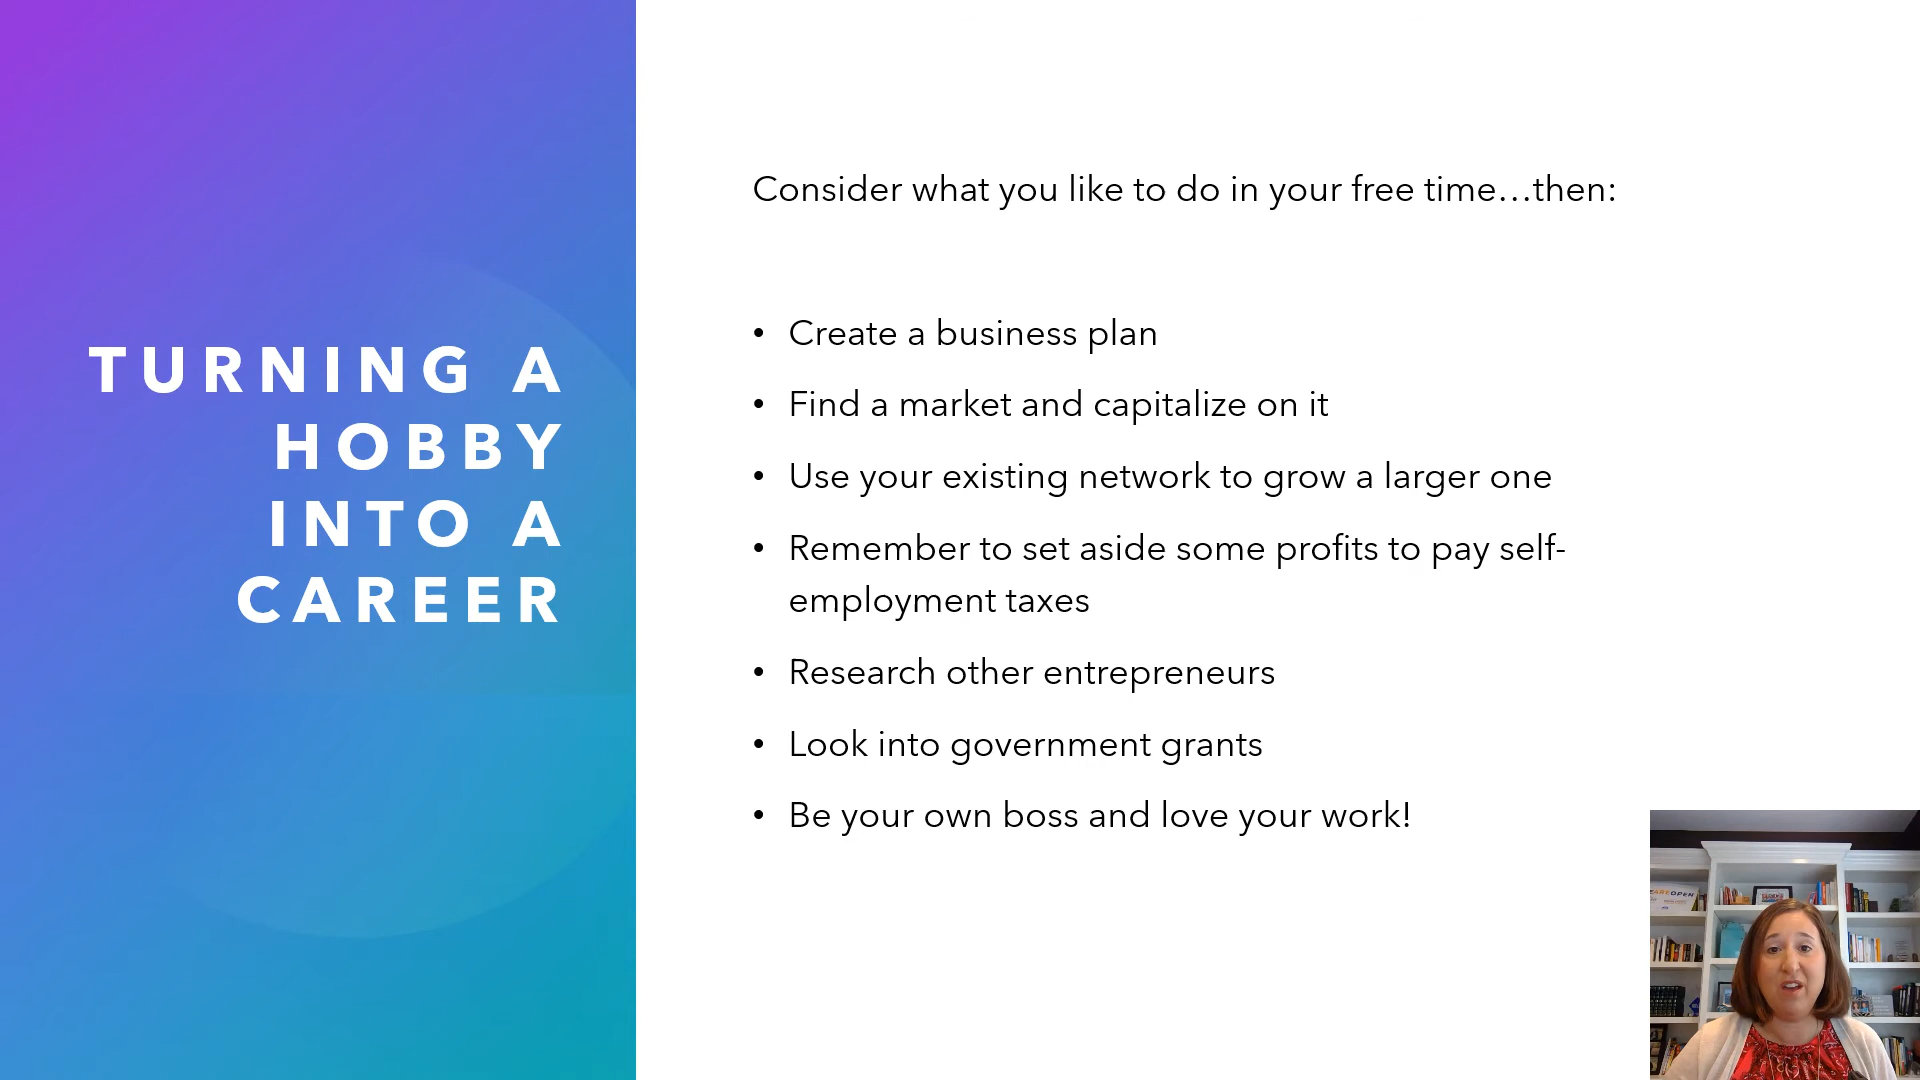 TURNING A
HOBBY
INTO A
CAREER
Consider what you like to do in your free time…then:
• Create a business plan
• Find a market and capitalize on it
• Use your existing network to grow a larger one
• Remember to set aside some profits to pay self-
employment taxes
• Research other entrepreneurs
• Look into government grants
• Be your own boss and love your work!
OPEN